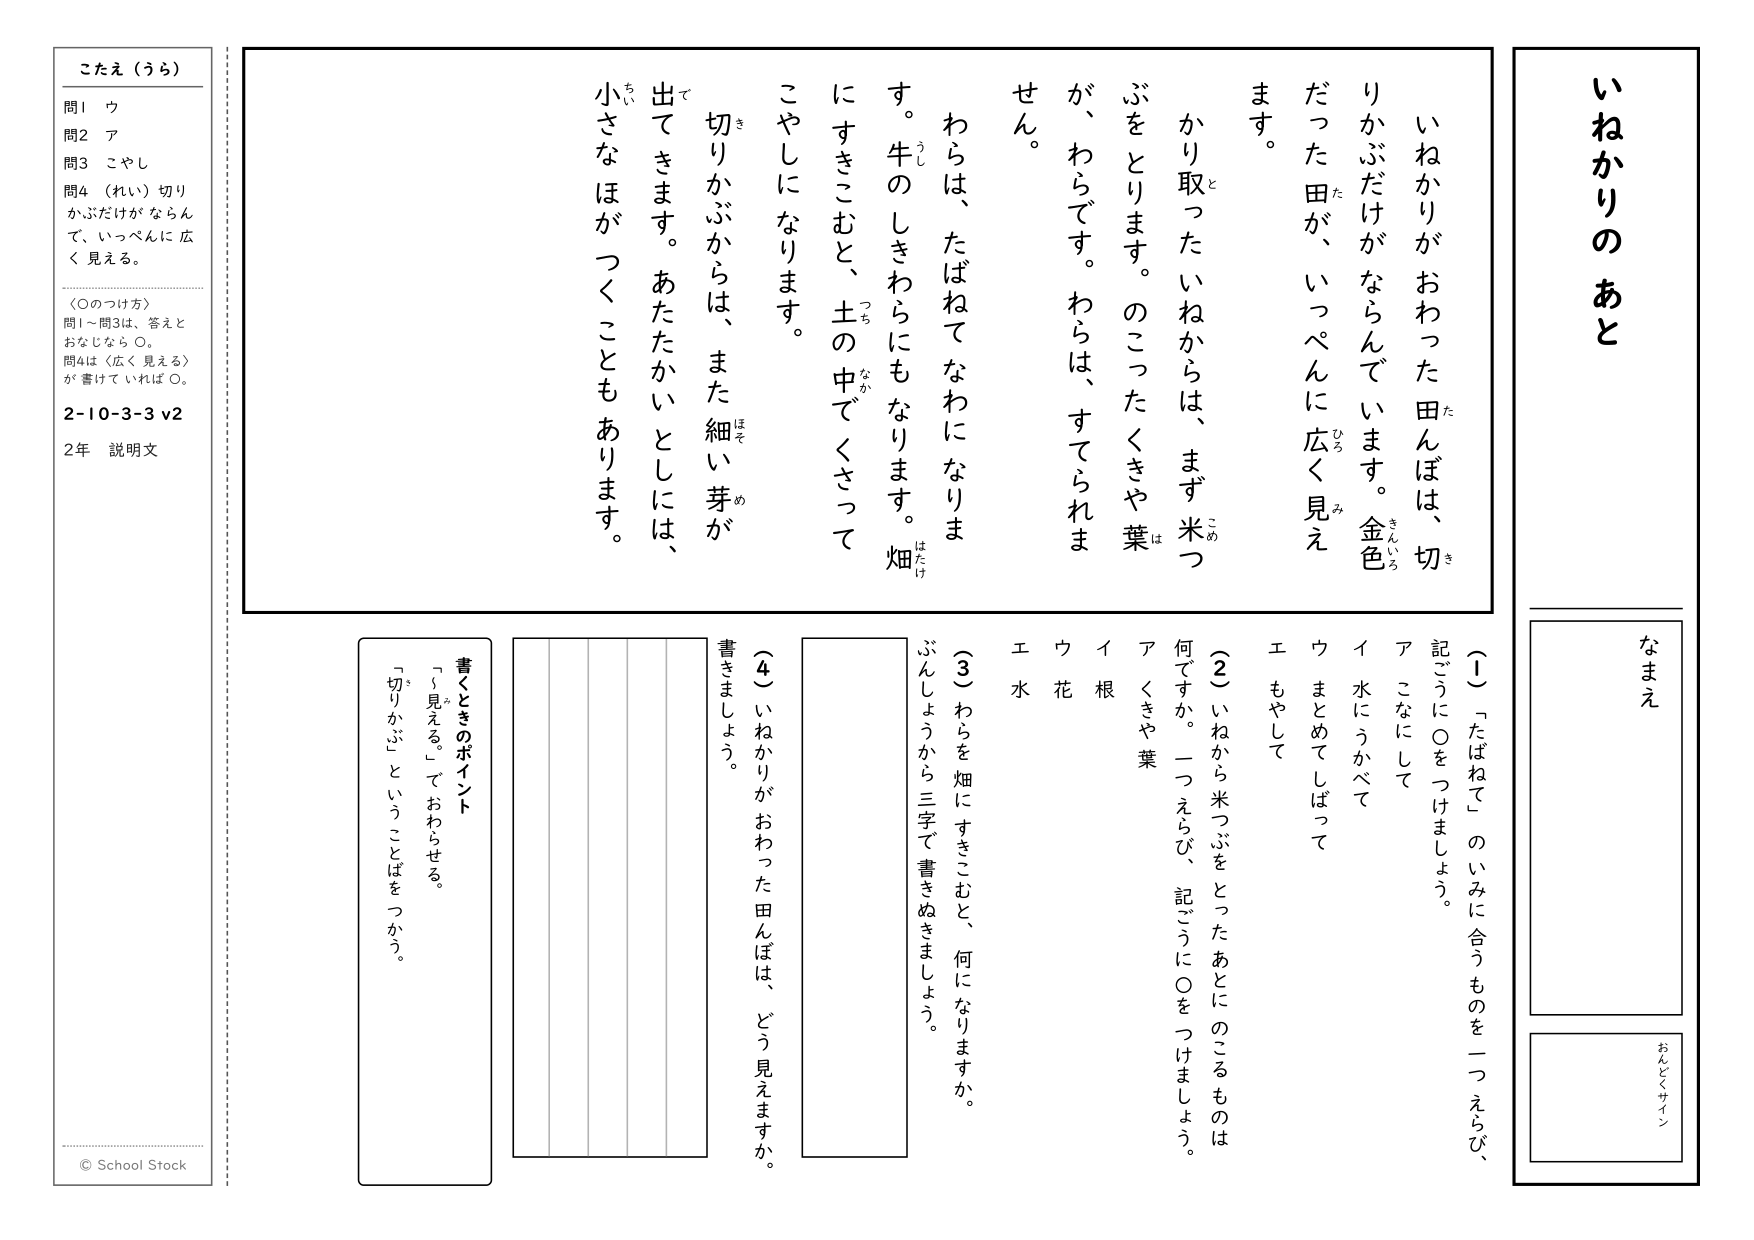 いねかりの あと
なまえ
おんどくサイン
いねかりが おわった 田んぼは、切
りかぶだけが ならんで います。金色
だった 田が、いっぺんに 広く 見え
ます。
かり取った いねからは、まず 米つ
ぶを とります。のこった くきや 葉
が、わらです。わらは、すてられま
せん。
わらは、たばねて なわに なりま
す。牛の しきわらにも なります。畑
に すきこむと、土の 中で くさって
こやしに なります。
切りかぶからは、また 細い 芽が
出て きます。あたたかい としには、
小さな ほが つく ことも あります。
(1)「たばねて」の いみに 合う ものを 一つ えらび、
記ごうに 〇を つけましょう。
ア こなに して
イ 水に うかべて
ウ まとめて しばって
エ もやして
(2) いねから 米つぶを とった あとに のこる ものは
何ですか。一つ えらび、記ごうに 〇を つけましょう。
ア くきや 葉
イ 根
ウ 花
エ 水
(3) わらを 畑に すきこむと、何に なりますか。
ぶんしょうから 三字で 書きぬきましょう。
(4) いねかりが おわった 田んぼは、どう 見えますか。
書きましょう。
書くときのポイント
「~見える。」で おわらせる。
「切りかぶ」と いう ことばを つかう。
こたえ(うら)
問1 ウ
問2 ア
問3 こやし
問4 (れい)切り
かぶだけが ならん
で、いっぺんに 広
く 見える。
〈〇のつけ方〉
問1~問3は、答えと
おなじなら 〇。
問4は〈広く 見える〉
が 書けて いれば 〇。
2-10-3-3 v2
2年 説明文
© School Stock